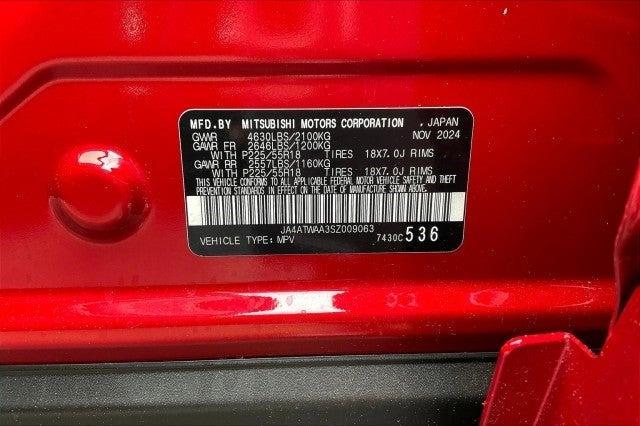 MFD.BY MITSUBISHI MOTORS CORPORATION , JAPAN
GVWR 4630LBS/2100KG NOV 2024
GAWR FR 2646LBS/1200KG
WITH P225/55R18 TIRES 18X7.0J RIMS
GAWR RR 2557LBS/1160KG
WITH P225/55R18 TIRES 18X7.0J RIMS
THIS VEHICLE CONFORMS TO ALL APPLICABLE FEDERAL MOTOR VEHICLE SAFETY AND THEFT
PREVENTION STANDARDS IN EFFECT ON THE DATE OF MANUFACTURE SHOWN ABOVE.
JA4ATWAA3SZ009063
VEHICLE TYPE:MPV 7430C 536